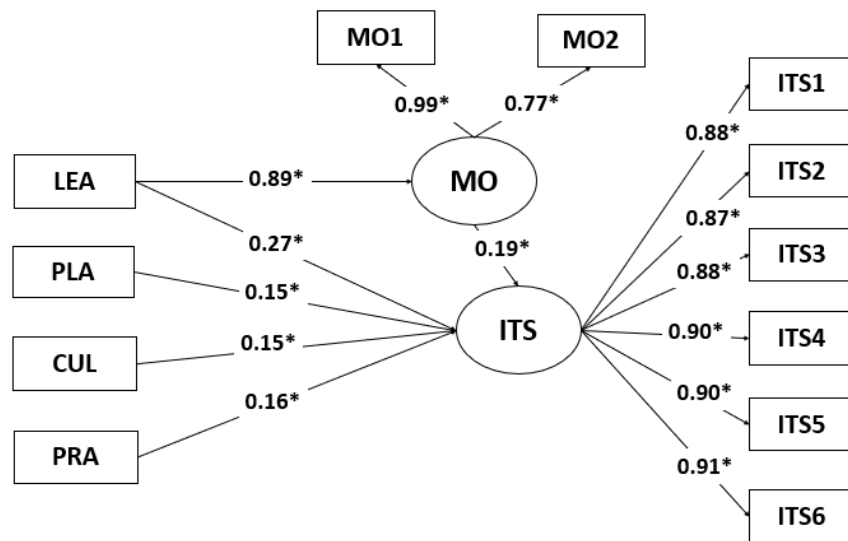 MO1
MO2
ITS1
0.99*
0.77*
0.88*
LEA
0.89*
MO
ITS2
0.87*
0.27*
0.19*
ITS3
PLA
0.15*
0.88*
ITS
0.90*
ITS4
CUL
0.15*
0.90*
0.16*
ITS5
PRA
0.91*
ITS6